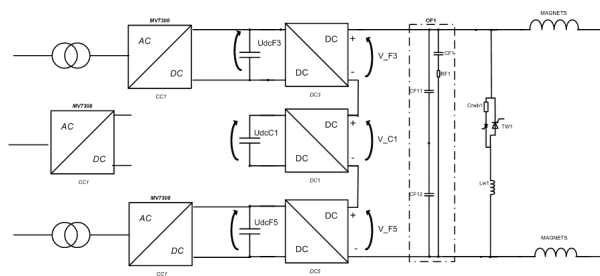 MAGNETS
MV7308
AC
DC
CC1
UdcF3
DC
DC
+
-
DC3
V_F3
OF1
CF1
RF1
CF11
MV7308
AC
DC
CC1
UdcC1
DC
DC
+
-
DC1
V_C1
Crwb1
TW1
CF12
Lw1
MV7308
AC
DC
CC1
UdcF5
DC
DC
+
-
DC5
V_F5
MAGNETS